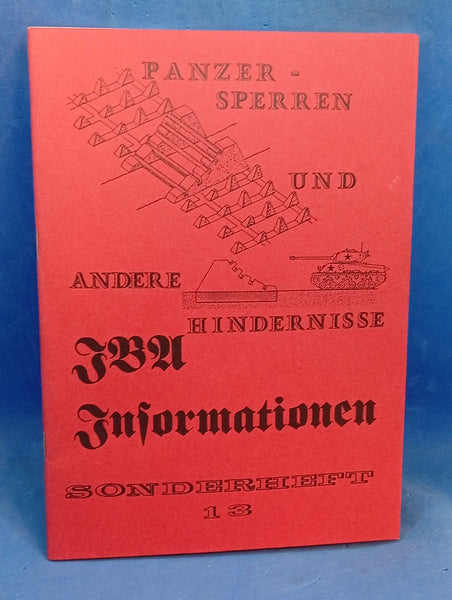 PANZER -
SPERREN
UND
ANDERE
HINDERNISSE
IBA
Informationen
SONDERHEFT
13